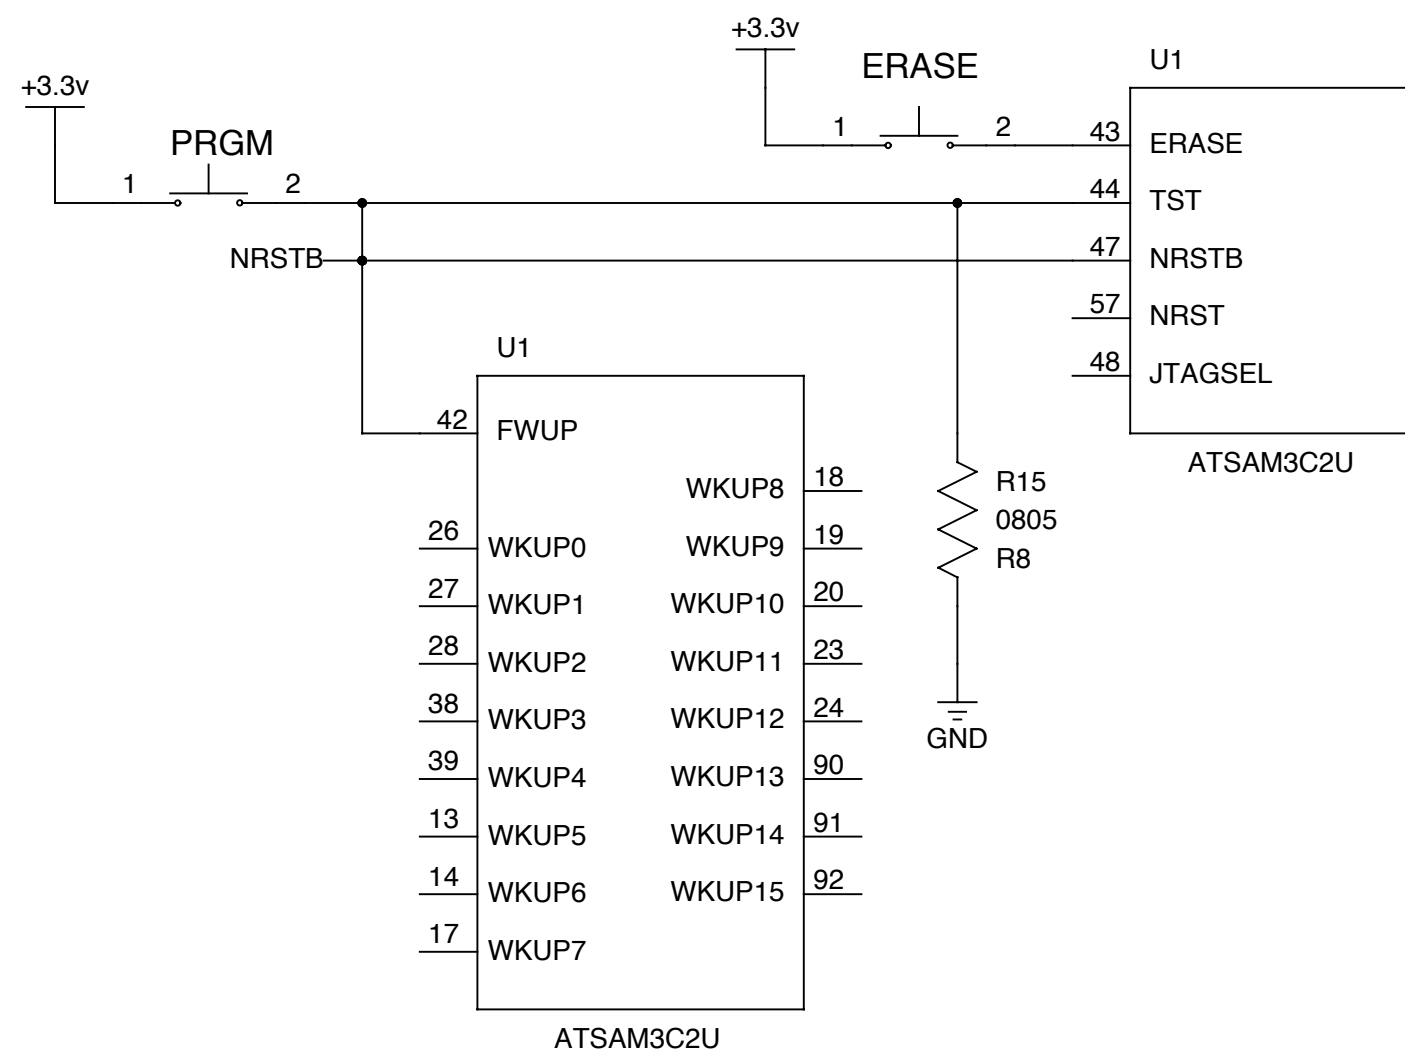 +3.3v
ERASE
U1
+3.3v
PRGM
1
2
43
ERASE
1
2
44
TST
NRSTB
47
NRSTB
57
NRST
U1
48
JTAGSEL
42
FWUP
ATSAM3C2U
WKUP8
18
R15
0805
R8
26
WKUP0
WKUP9
19
27
WKUP1
WKUP10
20
28
WKUP2
WKUP11
23
38
WKUP3
WKUP12
24
GND
39
WKUP4
WKUP13
90
13
WKUP5
WKUP14
91
14
WKUP6
WKUP15
92
17
WKUP7
ATSAM3C2U